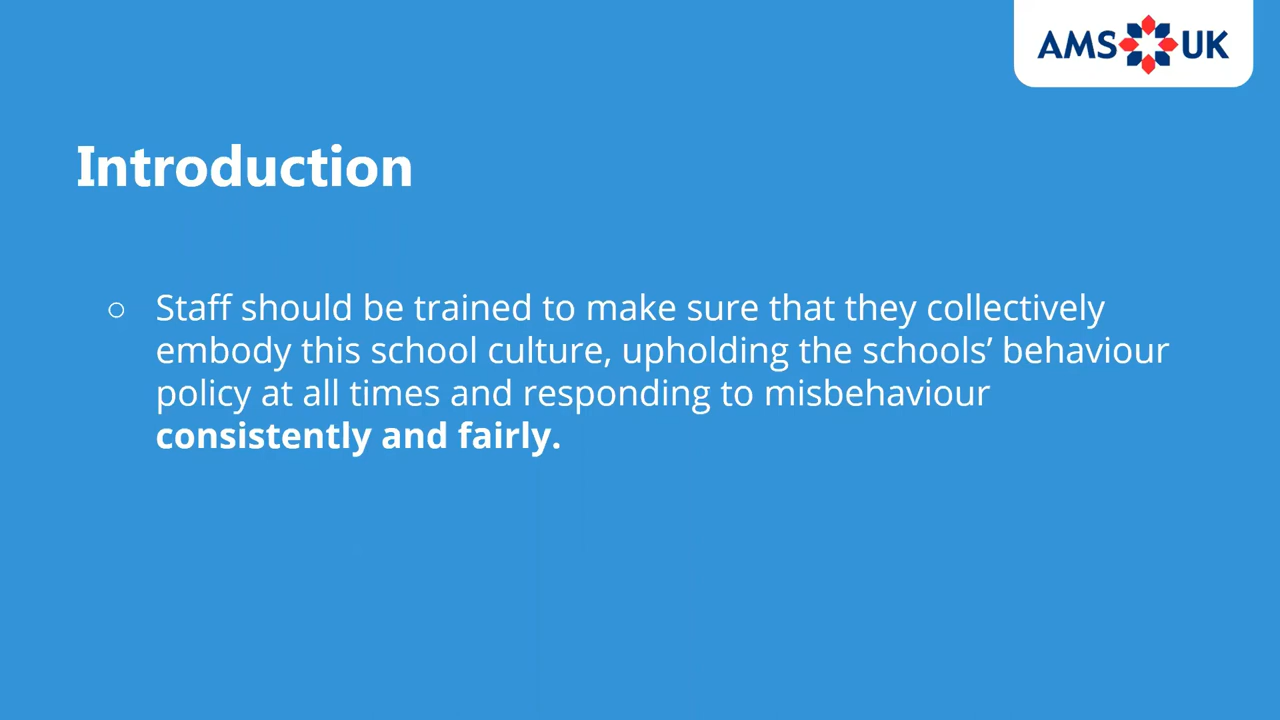 AMS UK
Introduction
○ Staff should be trained to make sure that they collectively
embody this school culture, upholding the schools’ behaviour
policy at all times and responding to misbehaviour
consistently and fairly.